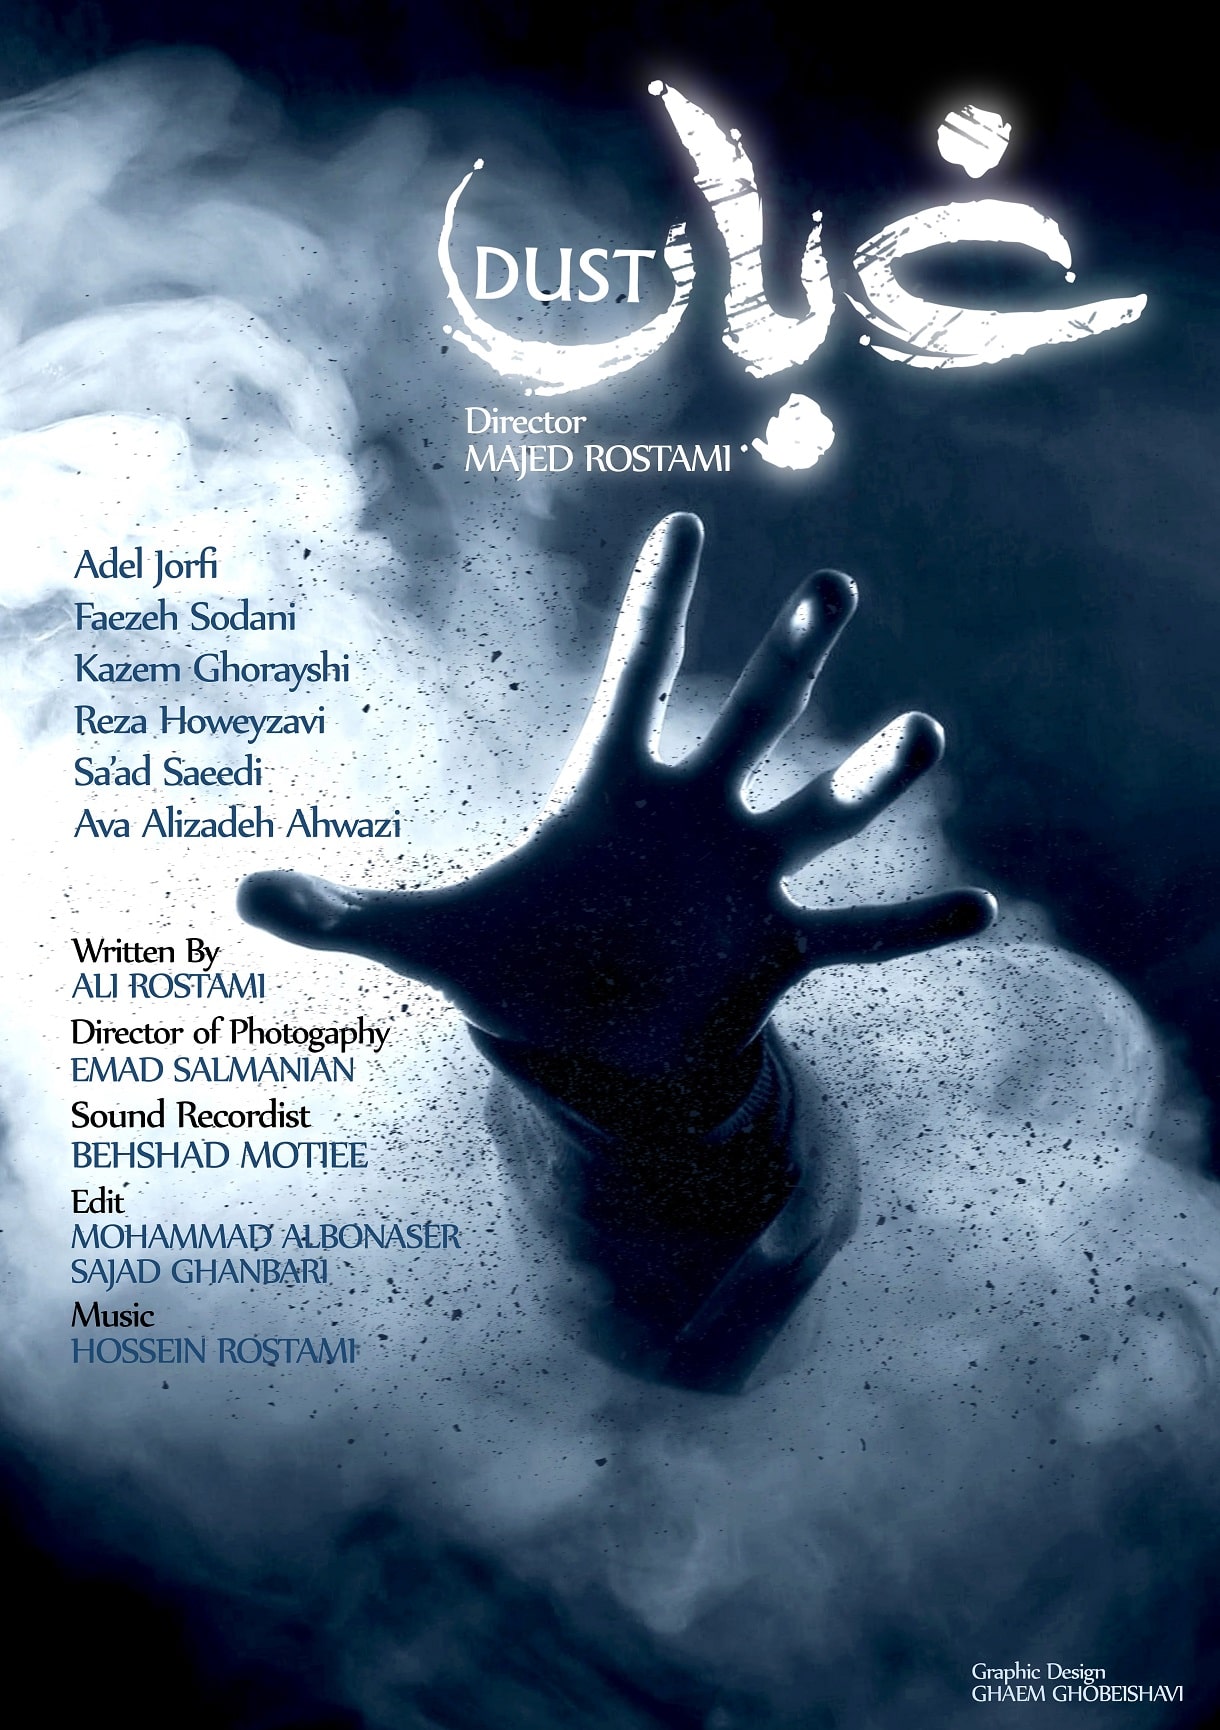 غبار
DUST
Director
MAJED ROSTAMI
Adel Jorfi
Faezeh Sodani
Kazem Ghorayshi
Reza Howeyzavi
Sa'ad Saeedi
Ava Alizadeh Ahwazi
Written By
ALI ROSTAMI
Director of Photogaphy
EMAD SALMANIAN
Sound Recordist
BEHSHAD MOTIEE
Edit
MOHAMMAD ALBONASER
SAJAD GHANBARI
Music
HOSSEIN ROSTAMI
Graphic Design
GHAEM GHOBEISHAVI